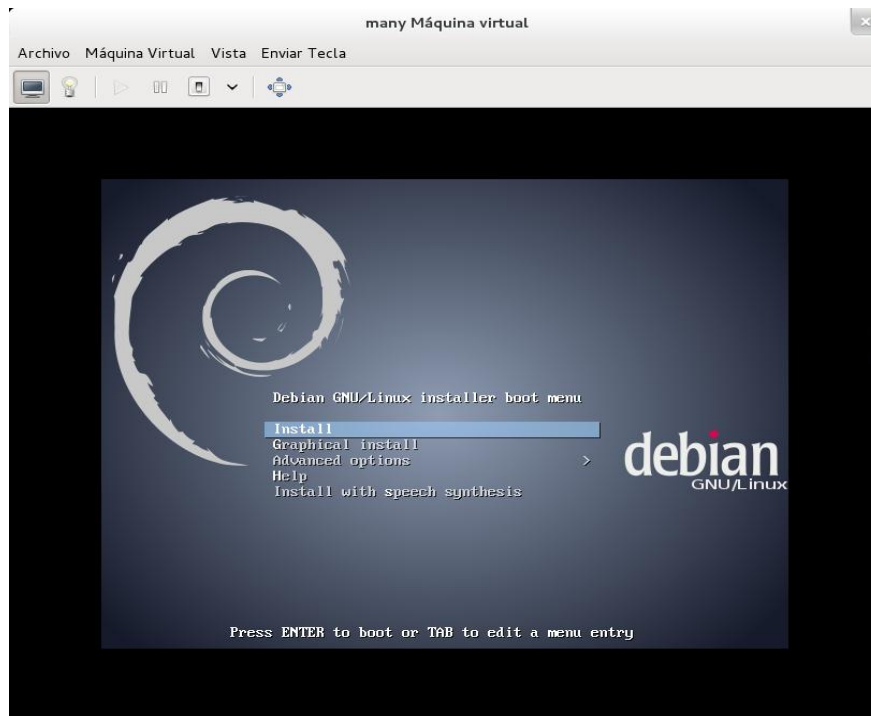 many Máquina virtual
Archivo Máquina Virtual Vista Enviar Tecla
Debian GNU/Linux installer boot menu
Install
Graphical install
Advanced options >
Help
Install with speech synthesis
debian
GNU/Linux
Press ENTER to boot or TAB to edit a menu entry